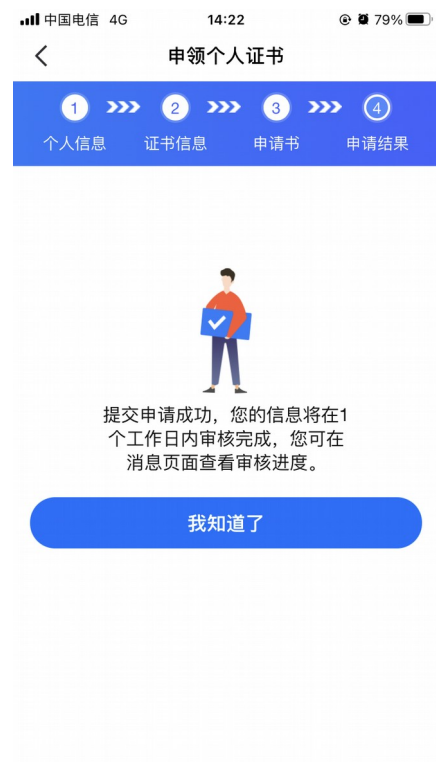 中国电信 4G 14:22 79%
申领个人证书
1 2 3 4
个人信息 证书信息 申请书 申请结果
提交申请成功，您的信息将在1
个工作日内审核完成，您可在
消息页面查看审核进度。
我知道了